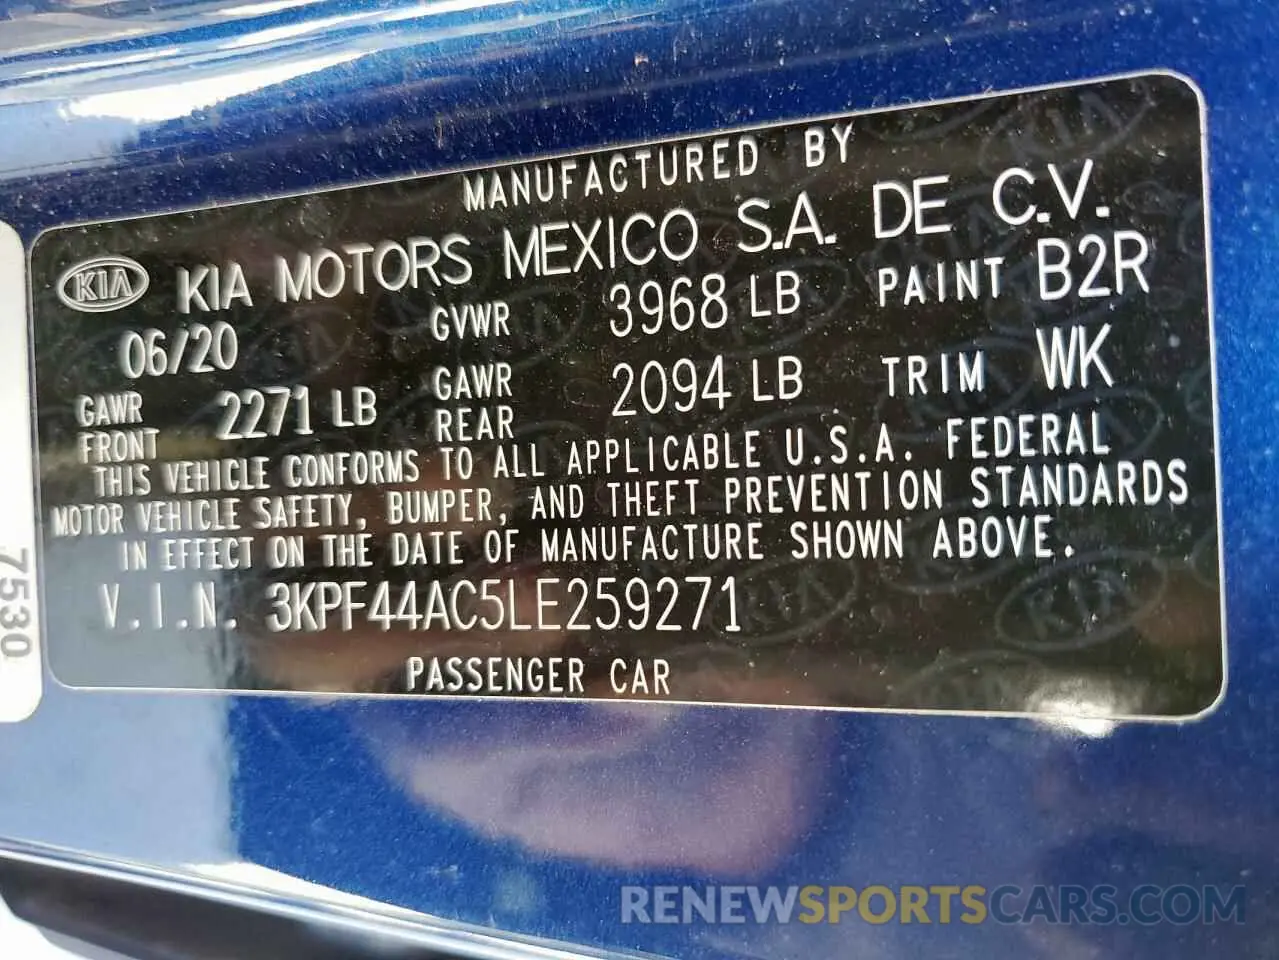 MANUFACTURED BY
KIA KIA MOTORS MEXICO S.A. DE C.V.
06/20 GVWR 3968 LB PAINT B2R
GAWR FRONT 2271 LB GAWR REAR 2094 LB TRIM WK
THIS VEHICLE CONFORMS TO ALL APPLICABLE U.S.A. FEDERAL
MOTOR VEHICLE SAFETY, BUMPER, AND THEFT PREVENTION STANDARDS
IN EFFECT ON THE DATE OF MANUFACTURE SHOWN ABOVE.
V.I.N. 3KPF44AC5LE259271
PASSENGER CAR
7530
RENEWSPORTSCARS.COM